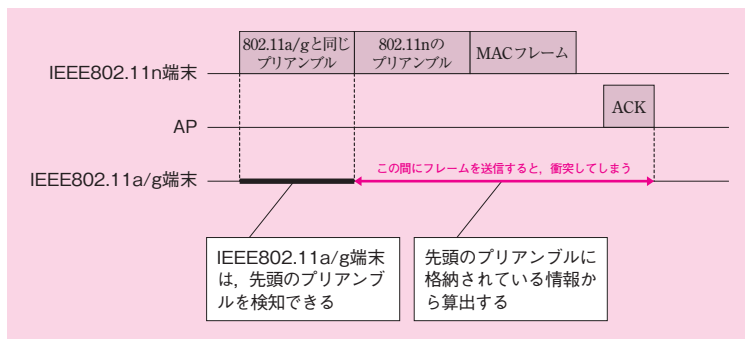 802.11a/gと同じ
プリアンブル
802.11nの
プリアンブル
MACフレーム
IEEE802.11n端末
ACK
AP
この間にフレームを送信すると，衝突してしまう
IEEE802.11a/g端末
IEEE802.11a/g端末
は，先頭のプリアンブ
ルを検知できる
先頭のプリアンブルに
格納されている情報か
ら算出する